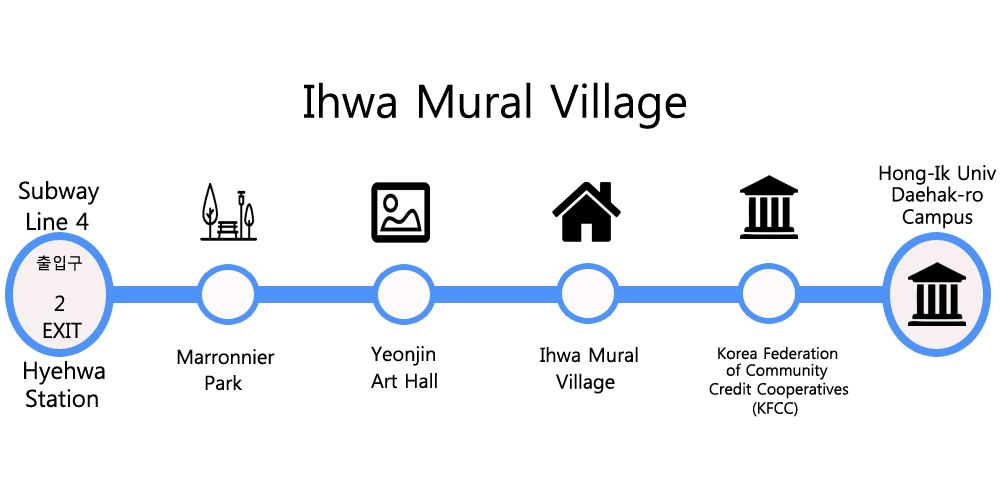 Ihwa Mural Village
Subway
Line 4
출입구
2
EXIT
Hyehwa
Station
Marronnier
Park
Yeonjin
Art Hall
Ihwa Mural
Village
Korea Federation
of Community
Credit Cooperatives
(KFCC)
Hong-Ik Univ
Daehak-ro
Campus